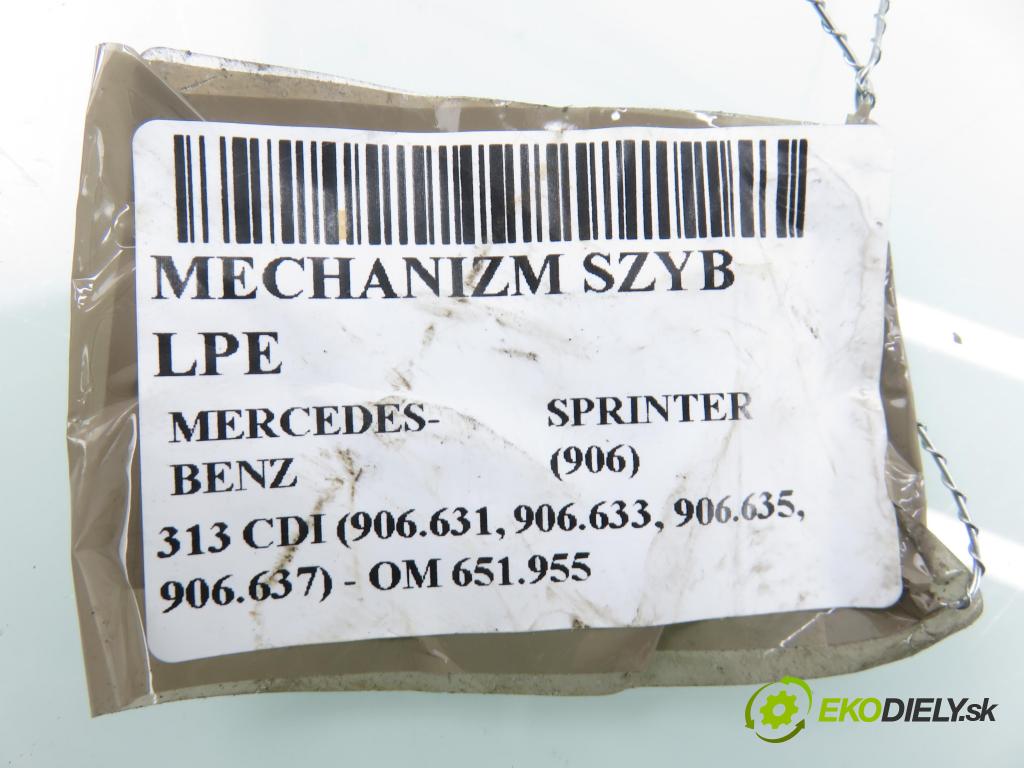 MECHANIZM SZYB
LPE
MERCEDES-
BENZ
SPRINTER
(906)
313 CDI (906.631, 906.633, 906.635,
906.637) - OM 651.955
EKODIELY.sk